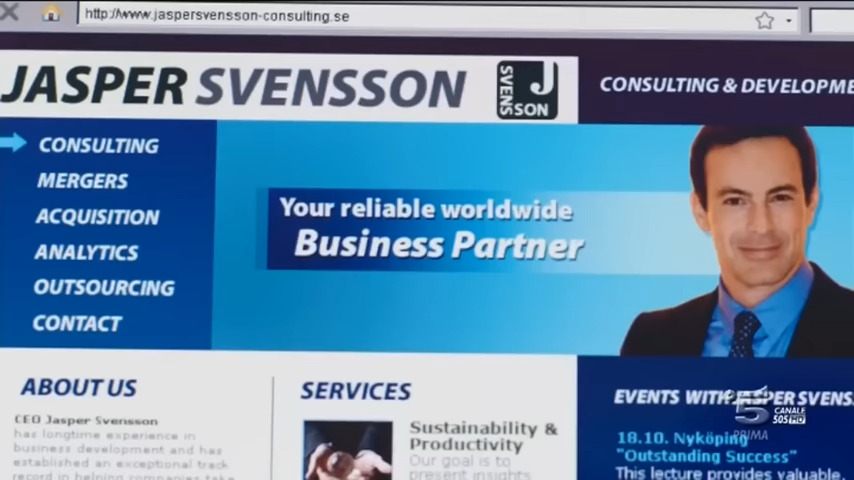 http://www.jaspersvensson-consulting.se
JASPER SVENSSON
SVENS
J
SON
CONSULTING & DEVELOPME
CONSULTING
MERGERS
ACQUISITION
ANALYTICS
OUTSOURCING
CONTACT
Your reliable worldwide
Business Partner
ABOUT US
CEO Jasper Svensson
has longtime experience in
business development and has
established an exceptional track
record in helping companies take
SERVICES
Sustainability &
Productivity
Our goal is to
present insights
EVENTS WITH JASPER SVENS
18.10. Nyköping
"Outstanding Success"
This lecture provides valuable,
5
CANALE
505 HD
PRIMA